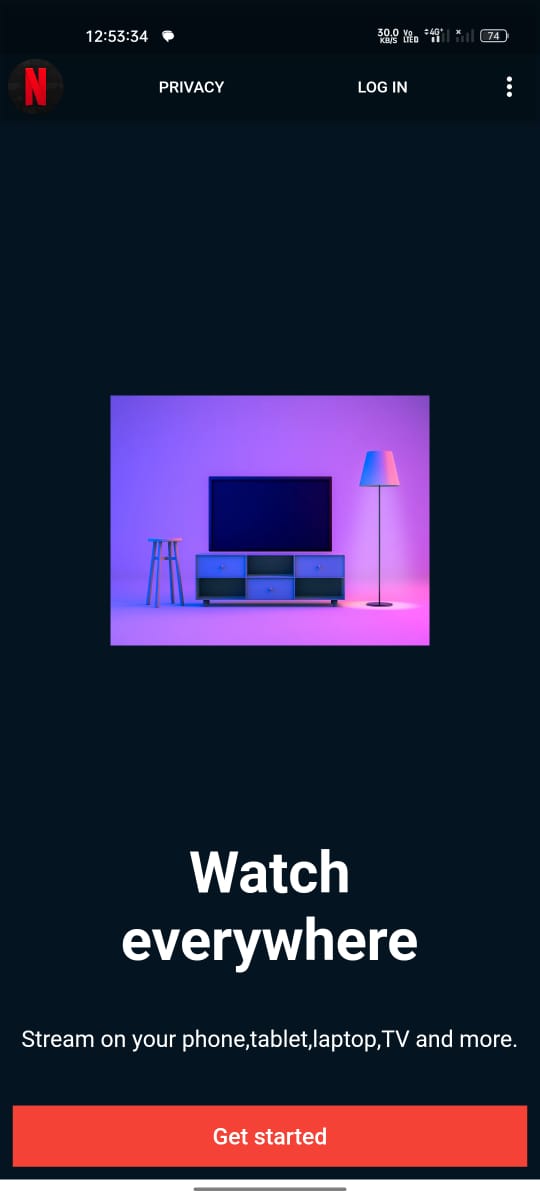 12:53:34
30.0 KB/S Vo LTED 4G+ 74
N PRIVACY LOG IN
Watch
everywhere
Stream on your phone,tablet,laptop,TV and more.
Get started